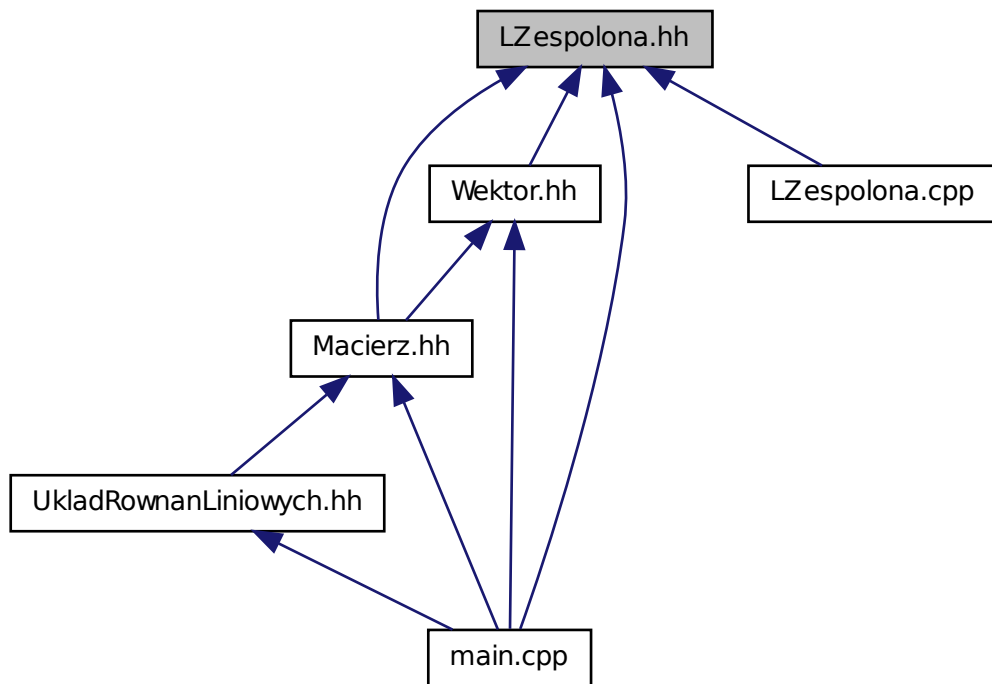 LZespolona.hh
Wektor.hh
LZespolona.cpp
Macierz.hh
UkladRownanLiniowych.hh
main.cpp